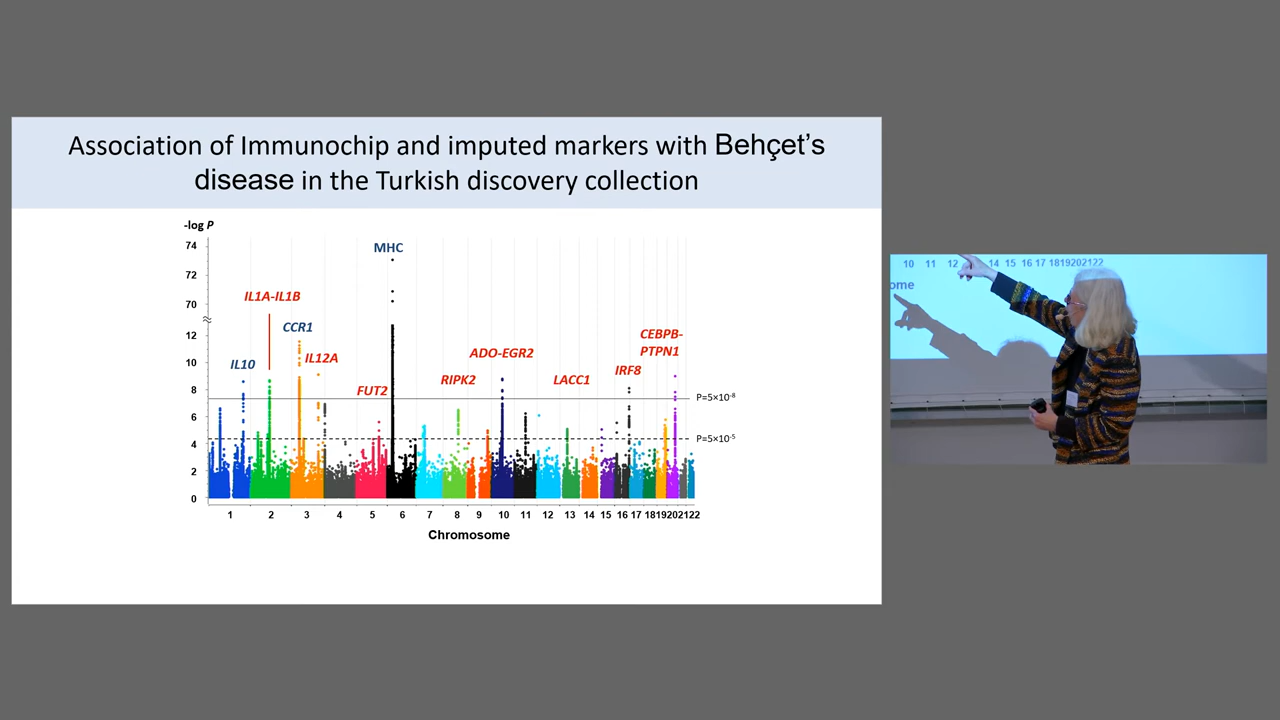 Association of Immunochip and imputed markers with Behçet’s
disease in the Turkish discovery collection
-log P
74
72
70
12
10
8
6
4
2
0
MHC
IL1A-IL1B
CCR1
IL12A
IL10
FUT2
RIPK2
ADO-EGR2
LACC1
IRF8
CEBPB-
PTPN1
P=5×10⁻⁸
P=5×10⁻⁵
1 2 3 4 5 6 7 8 9 10 11 12 13 14 15 16 17 18 19 20 21 22
Chromosome
10 11 12 14 15 16 17 18 19 20 21 22
ome